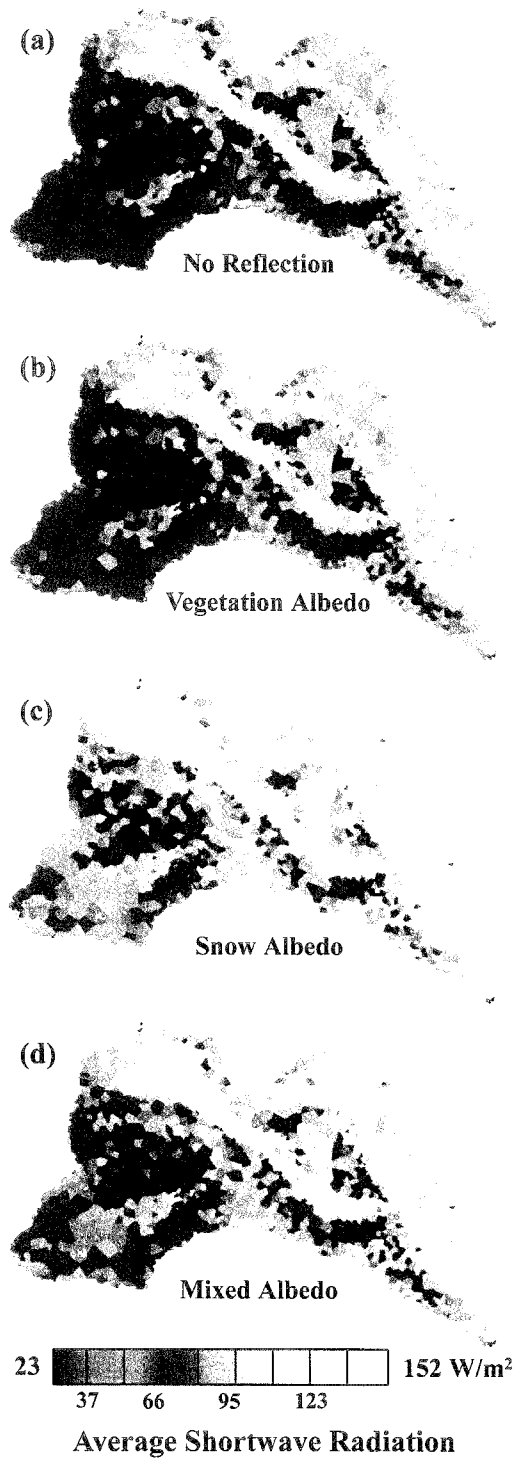 (a)
No Reflection
(b)
Vegetation Albedo
(c)
Snow Albedo
(d)
Mixed Albedo
23 152 W/m²
37 66 95 123
Average Shortwave Radiation